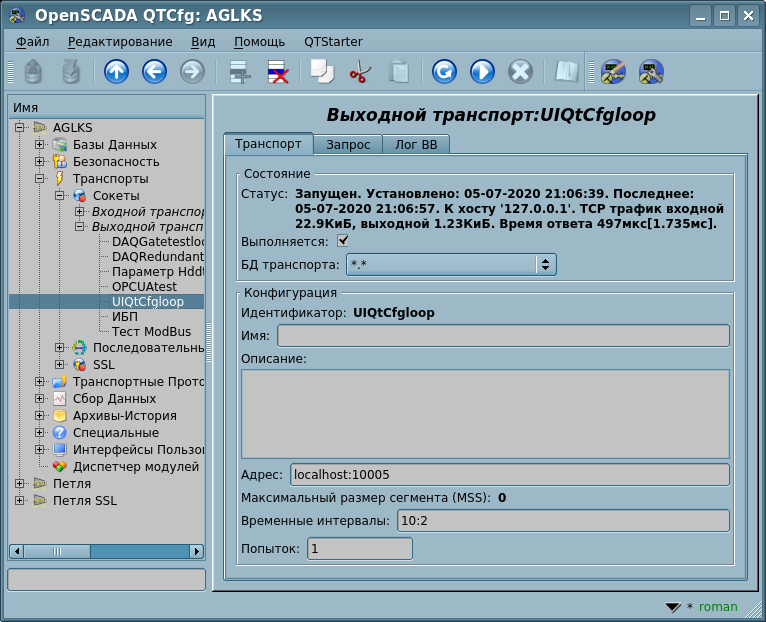 OpenSCADA QTCfg: AGLKS
Файл Редактирование Вид Помощь QTStarter
Имя
AGLKS
Базы Данных
Безопасность
Транспорты
Сокеты
Входной транспор
Выходной трансп
DAQGatetestloo
DAQRedundant
Параметр Hddt
OPCUAtest
UIQtCfgloop
ИБП
Тест ModBus
Последовательнь
SSL
Транспортные Прото
Сбор Данных
Архивы-История
Специальные
Интерфейсы Пользо
Диспетчер модулей
Петля
Петля SSL
Выходной транспорт:UIQtCfgloop
Транспорт Запрос Лог ВВ
Состояние
Статус: Запущен. Установлено: 05-07-2020 21:06:39. Последнее:
05-07-2020 21:06:57. К хосту '127.0.0.1'. TCP трафик входной
22.9КиБ, выходной 1.23КиБ. Время ответа 497мкс[1.735мс].
Выполняется:
БД транспорта: *.*
Конфигурация
Идентификатор: UIQtCfgloop
Имя:
Описание:
Адрес: localhost:10005
Максимальный размер сегмента (MSS): 0
Временные интервалы: 10:2
Попыток: 1
* roman